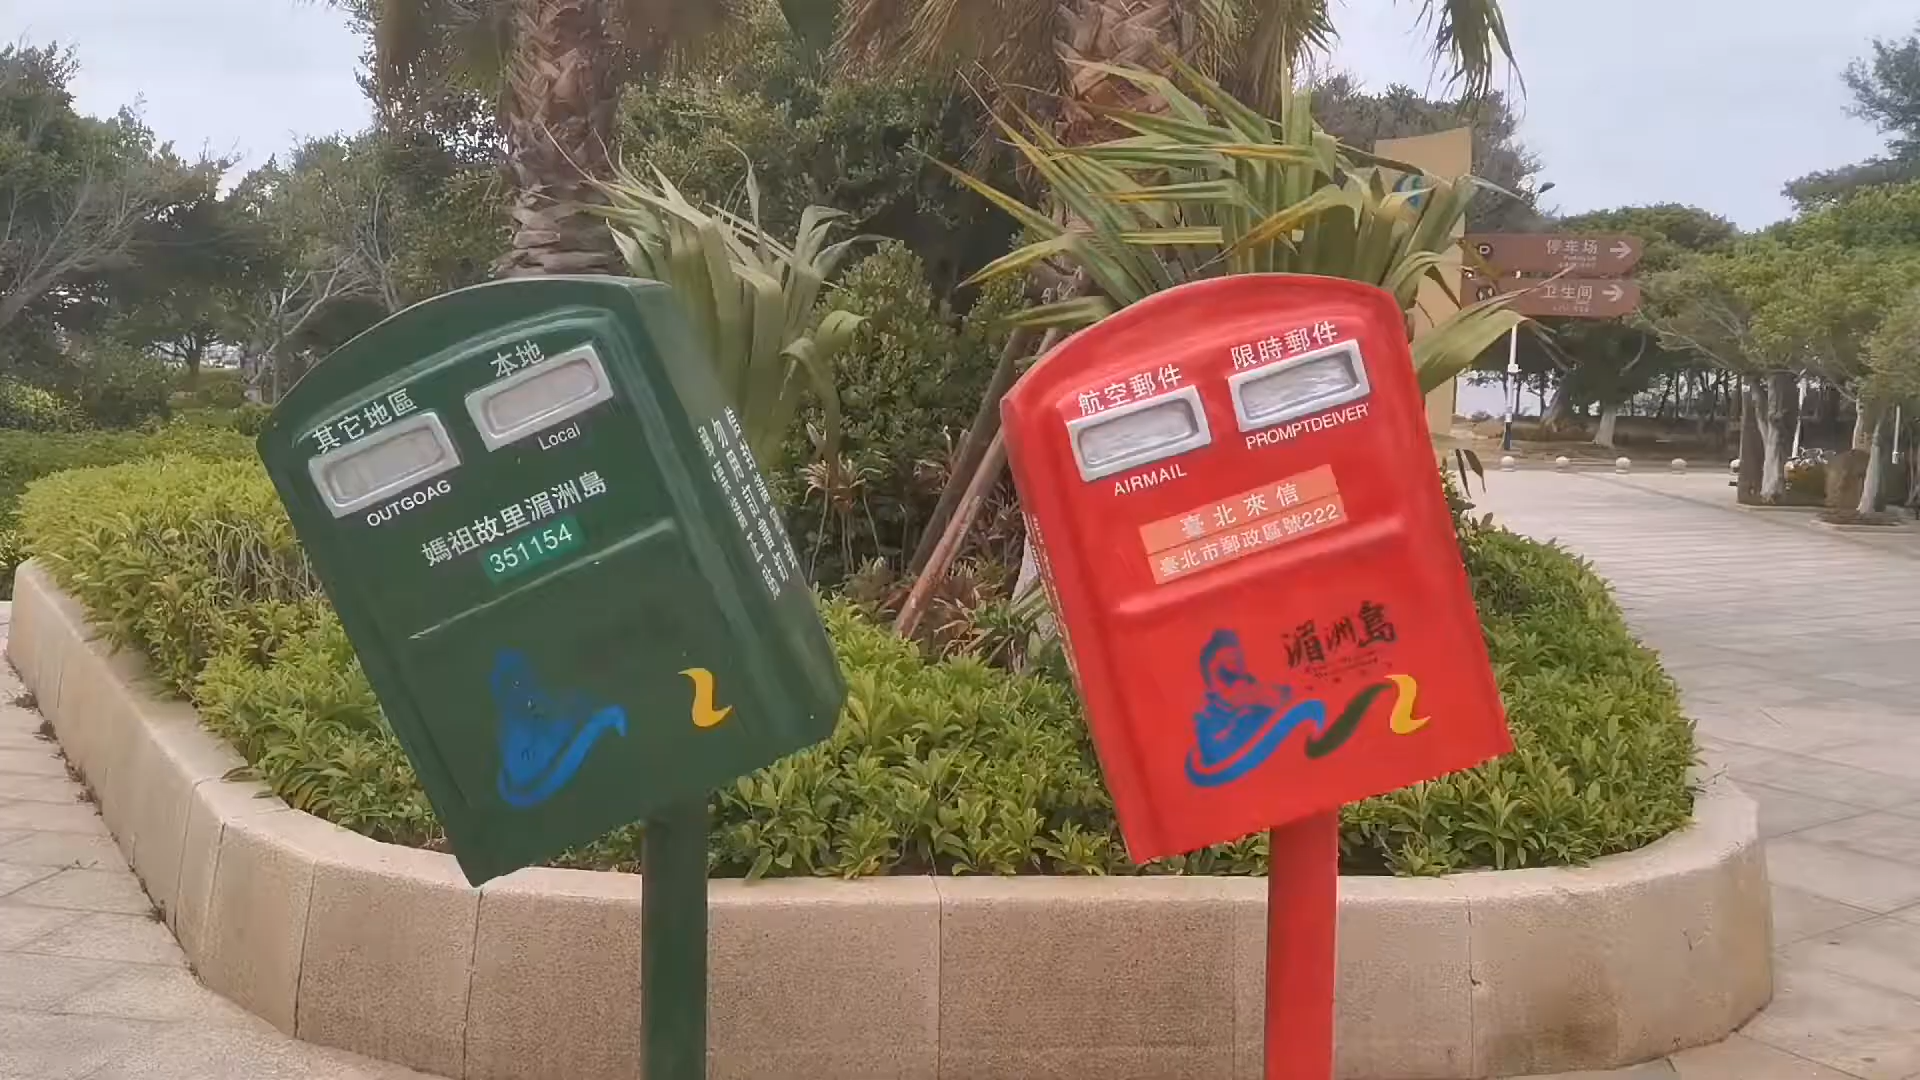 其它地區
OUTGOAG
本地
Local
媽祖故里湄洲島
351154
航空郵件
AIRMAIL
限時郵件
PROMPTDEIVER'
臺北來信
臺北市郵政區號222
湄洲島
停车场
卫生间